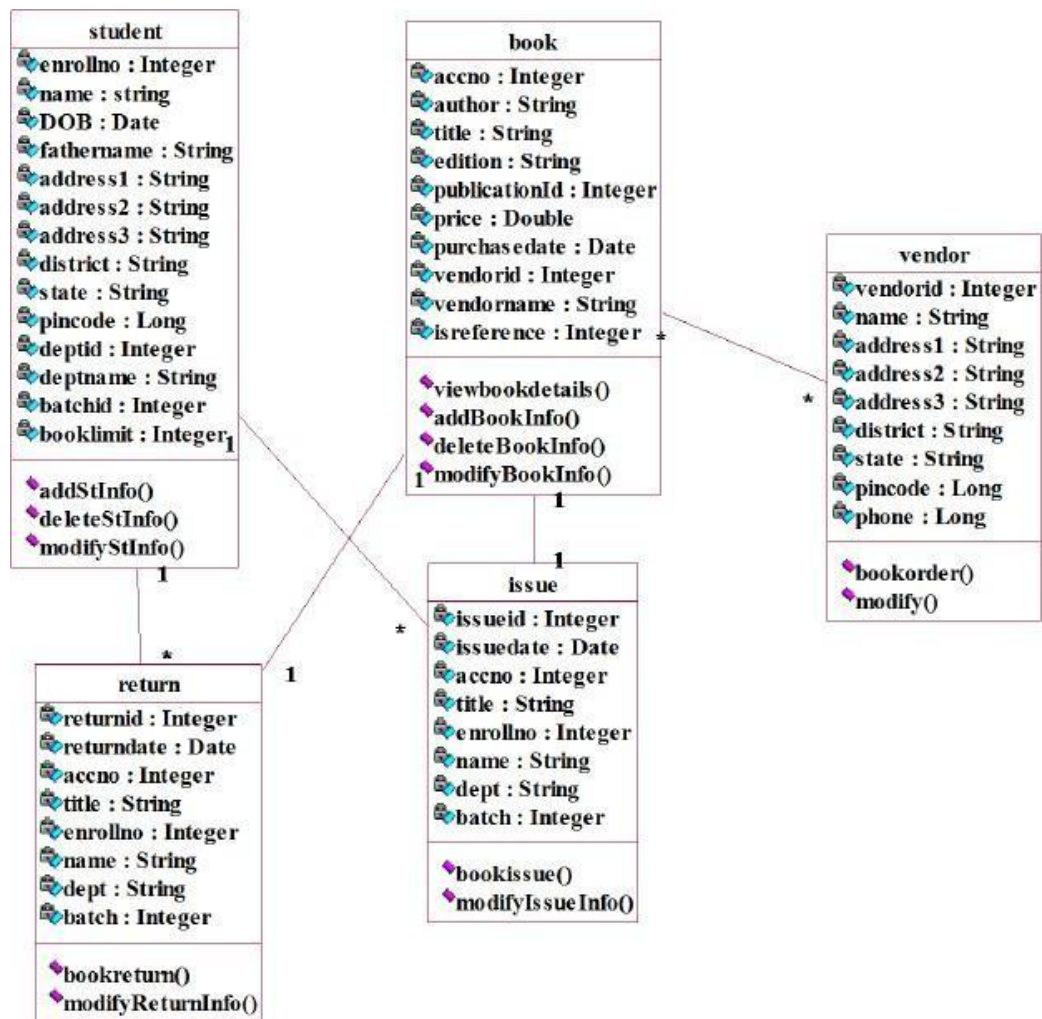 student
enrollno : Integer
name : string
DOB : Date
fathername : String
address1 : String
address2 : String
address3 : String
district : String
state : String
pincode : Long
deptid : Integer
deptname : String
batchid : Integer
booklimit : Integer
1
addStInfo()
deleteStInfo()
modifyStInfo()
1
*
book
accno : Integer
author : String
title : String
edition : String
publicationId : Integer
price : Double
purchasedate : Date
vendorid : Integer
vendorname : String
isreference : Integer
*
viewbookdetails()
addBookInfo()
deleteBookInfo()
modifyBookInfo()
1
1
1
*
vendor
vendorid : Integer
name : String
address1 : String
address2 : String
address3 : String
district : String
state : String
pincode : Long
phone : Long
bookorder()
modify()
*
return
1
returnid : Integer
returndate : Date
accno : Integer
title : String
enrollno : Integer
name : String
dept : String
batch : Integer
bookreturn()
modifyReturnInfo()
issue
issueid : Integer
issuedate : Date
accno : Integer
title : String
enrollno : Integer
name : String
dept : String
batch : Integer
bookissue()
modifyIssueInfo()